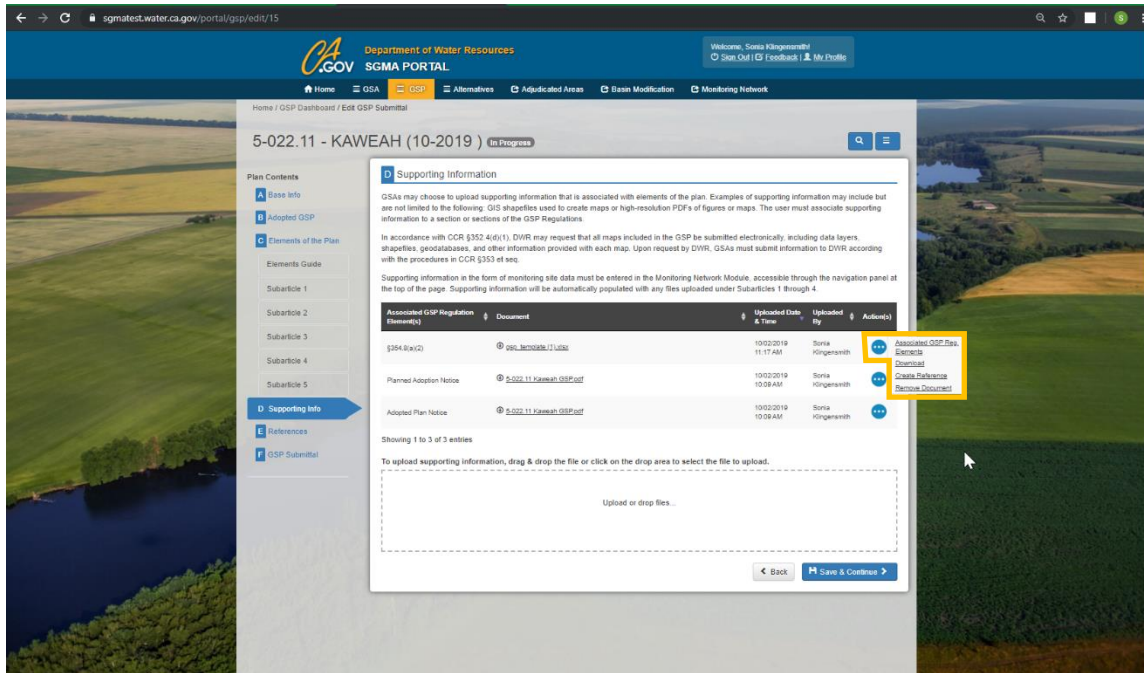 sgmatest.water.ca.gov/portal/gsp/edit/15
S
CA
.GOV
Department of Water Resources
SGMA PORTAL
Welcome, Sonia Klingensmith!
Sign Out | Feedback | My Profile
Home GSA GSP Alternatives Adjudicated Areas Basin Modification Monitoring Network
Home / GSP Dashboard / Edit GSP Submittal
5-022.11 - KAWEAH (10-2019 ) In Progress
Plan Contents
A Base Info
B Adopted GSP
C Elements of the Plan
Elements Guide
Subarticle 1
Subarticle 2
Subarticle 3
Subarticle 4
Subarticle 5
D Supporting Info
E References
F GSP Submittal
D Supporting Information
GSAs may choose to upload supporting information that is associated with elements of the plan. Examples of supporting information may include but
are not limited to the following: GIS shapefiles used to create maps or high-resolution PDFs of figures or maps. The user must associate supporting
information to a section or sections of the GSP Regulations.
In accordance with CCR §352.4(d)(1), DWR may request that all maps included in the GSP be submitted electronically, including data layers,
shapefiles, geodatabases, and other information provided with each map. Upon request by DWR, GSAs must submit information to DWR according
with the procedures in CCR §353 et seq.
Supporting information in the form of monitoring site data must be entered in the Monitoring Network Module, accessible through the navigation panel at
the top of the page. Supporting information will be automatically populated with any files uploaded under Subarticles 1 through 4.
Associated GSP Regulation Document Uploaded Date Uploaded Action(s)
Element(s) & Time By
§354.8(a)(2) gsp_template (1).xlsx 10/02/2019 Sonia
11:17 AM Klingensmith
Associated GSP Reg.
Elements
Download
Create Reference
Remove Document
Planned Adoption Notice 5-022.11 Kaweah GSP.pdf 10/02/2019 Sonia
10:09 AM Klingensmith
Adopted Plan Notice 5-022.11 Kaweah GSP.pdf 10/02/2019 Sonia
10:09 AM Klingensmith
Showing 1 to 3 of 3 entries
To upload supporting information, drag & drop the file or click on the drop area to select the file to upload.
Upload or drop files...
Back Save & Continue